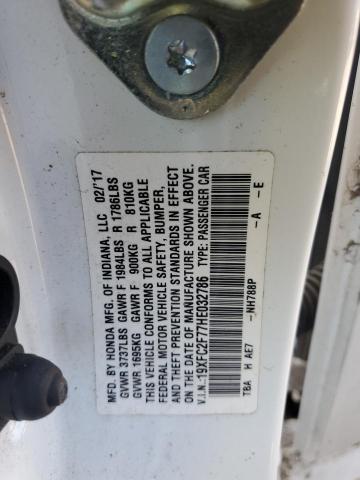 MFD. BY HONDA MFG. OF INDIANA, LLC 02/'17
GVWR 3737LBS GAWR F 1984LBS R 1786LBS
GVWR 1695KG GAWR F 900KG R 810KG
THIS VEHICLE CONFORMS TO ALL APPLICABLE
FEDERAL MOTOR VEHICLE SAFETY, BUMPER,
AND THEFT PREVENTION STANDARDS IN EFFECT
ON THE DATE OF MANUFACTURE SHOWN ABOVE.
V.I.N.:19XFC2F77HE032786 TYPE: PASSENGER CAR
-NH788P -A -E
TBA H AE7